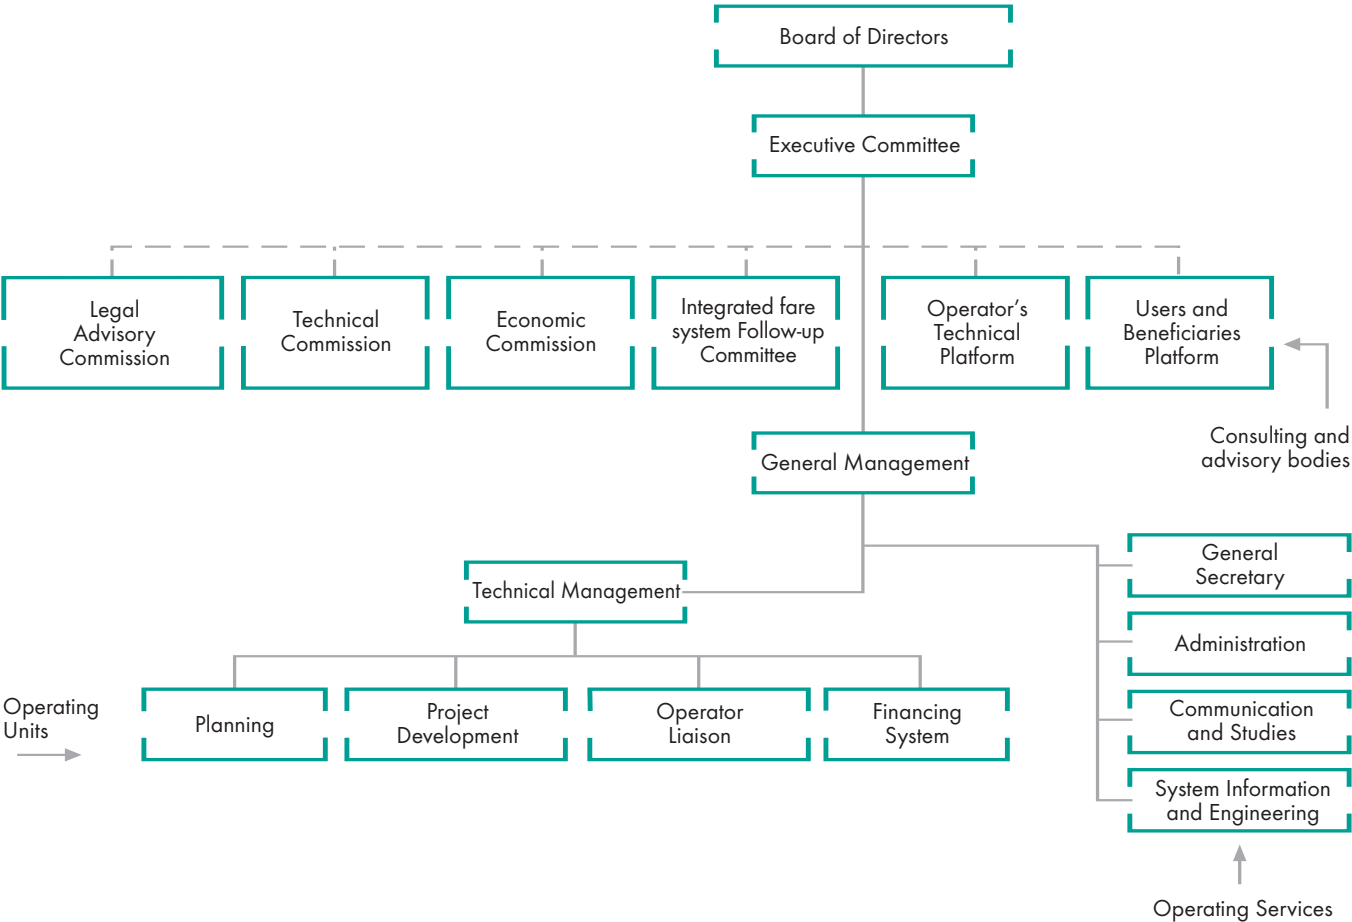 Board of Directors
Executive Committee
Legal
Advisory
Commission
Technical
Commission
Economic
Commission
Integrated fare
system Follow-up
Committee
Operator’s
Technical
Platform
Users and
Beneficiaries
Platform
Consulting and
advisory bodies
General Management
Technical Management
General
Secretary
Administration
Communication
and Studies
System Information
and Engineering
Operating Services
Operating
Units
Planning
Project
Development
Operator
Liaison
Financing
System